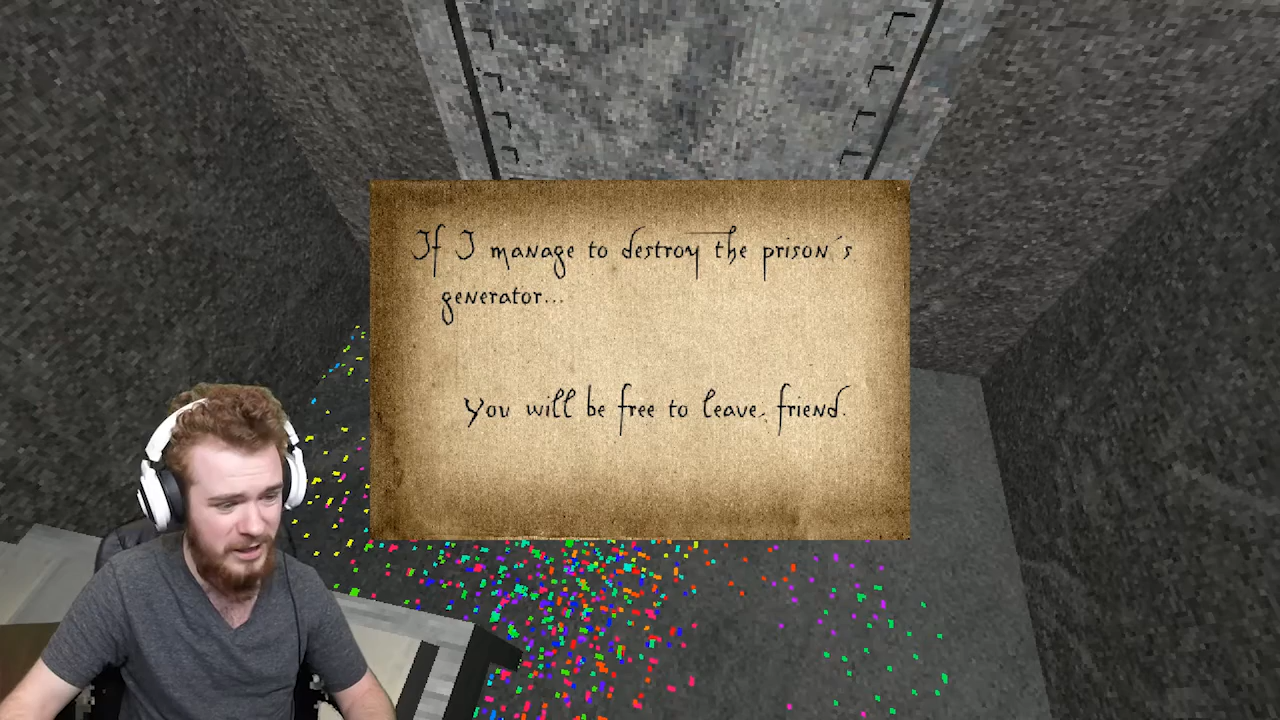 If I manage to destroy the prison´s
generator...
You will be free to leave, friend.